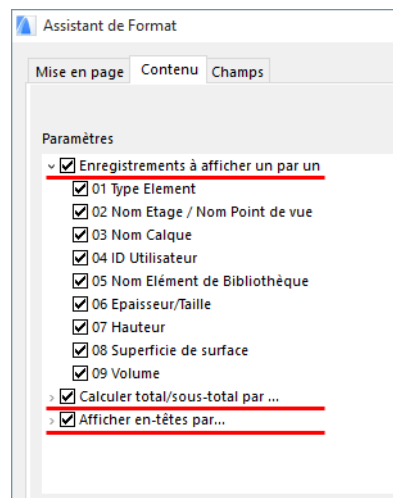 Assistant de Format
Mise en page Contenu Champs
Paramètres
Enregistrements à afficher un par un
01 Type Element
02 Nom Etage / Nom Point de vue
03 Nom Calque
04 ID Utilisateur
05 Nom Elément de Bibliothèque
06 Epaisseur/Taille
07 Hauteur
08 Superficie de surface
09 Volume
Calculer total/sous-total par ...
Afficher en-têtes par...